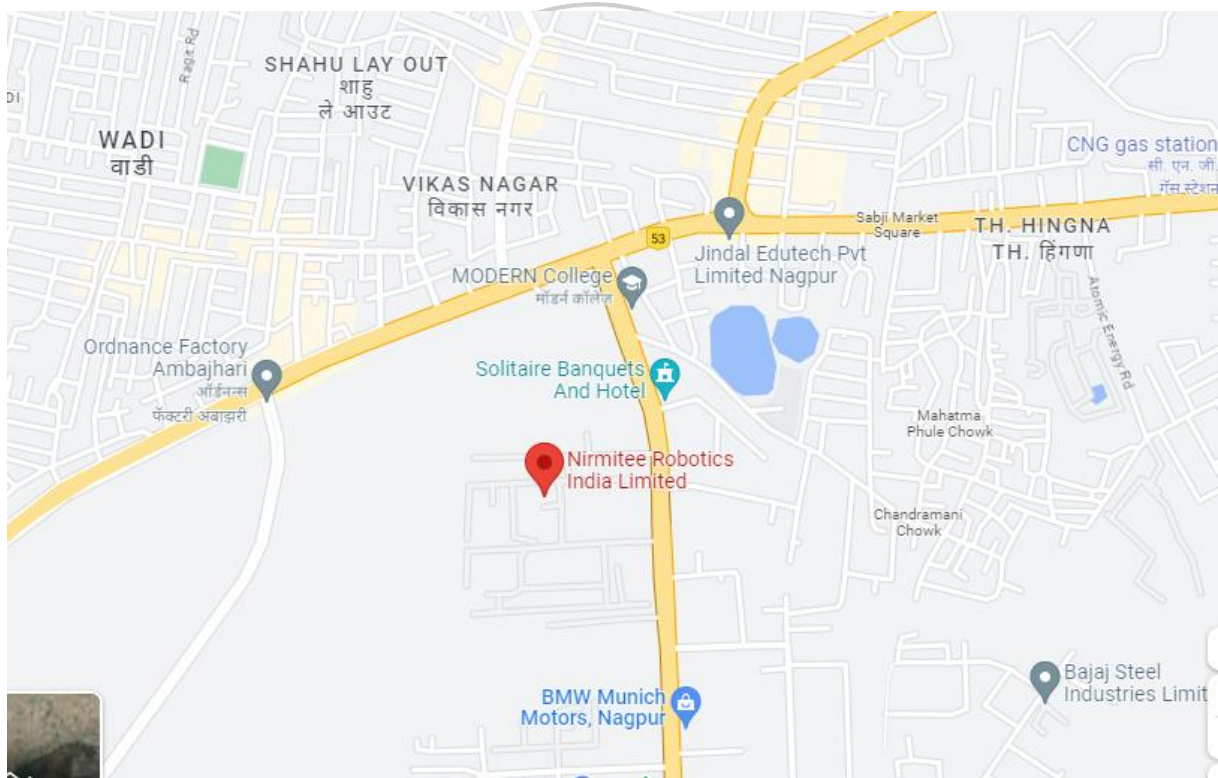 Raga Rd
SHAHU LAY OUT
शाहु
ले आउट
DI
WADI
वाडी
CNG gas station
सी. एन. जी.
गॅस स्टेशन
VIKAS NAGAR
विकास नगर
53
Sabji Market
Square
TH. HINGNA
TH. हिंगणा
Jindal Edutech Pvt
Limited Nagpur
MODERN College
मॉडर्न कॉलेज
Atomic Energy Rd
Ordnance Factory
Ambajhari
ऑर्डनन्स
फॅक्टरी अंबाझरी
Solitaire Banquets
And Hotel
Mahatma
Phule Chowk
Nirmitee Robotics
India Limited
Chandramani
Chowk
Bajaj Steel
Industries Limit
BMW Munich
Motors, Nagpur